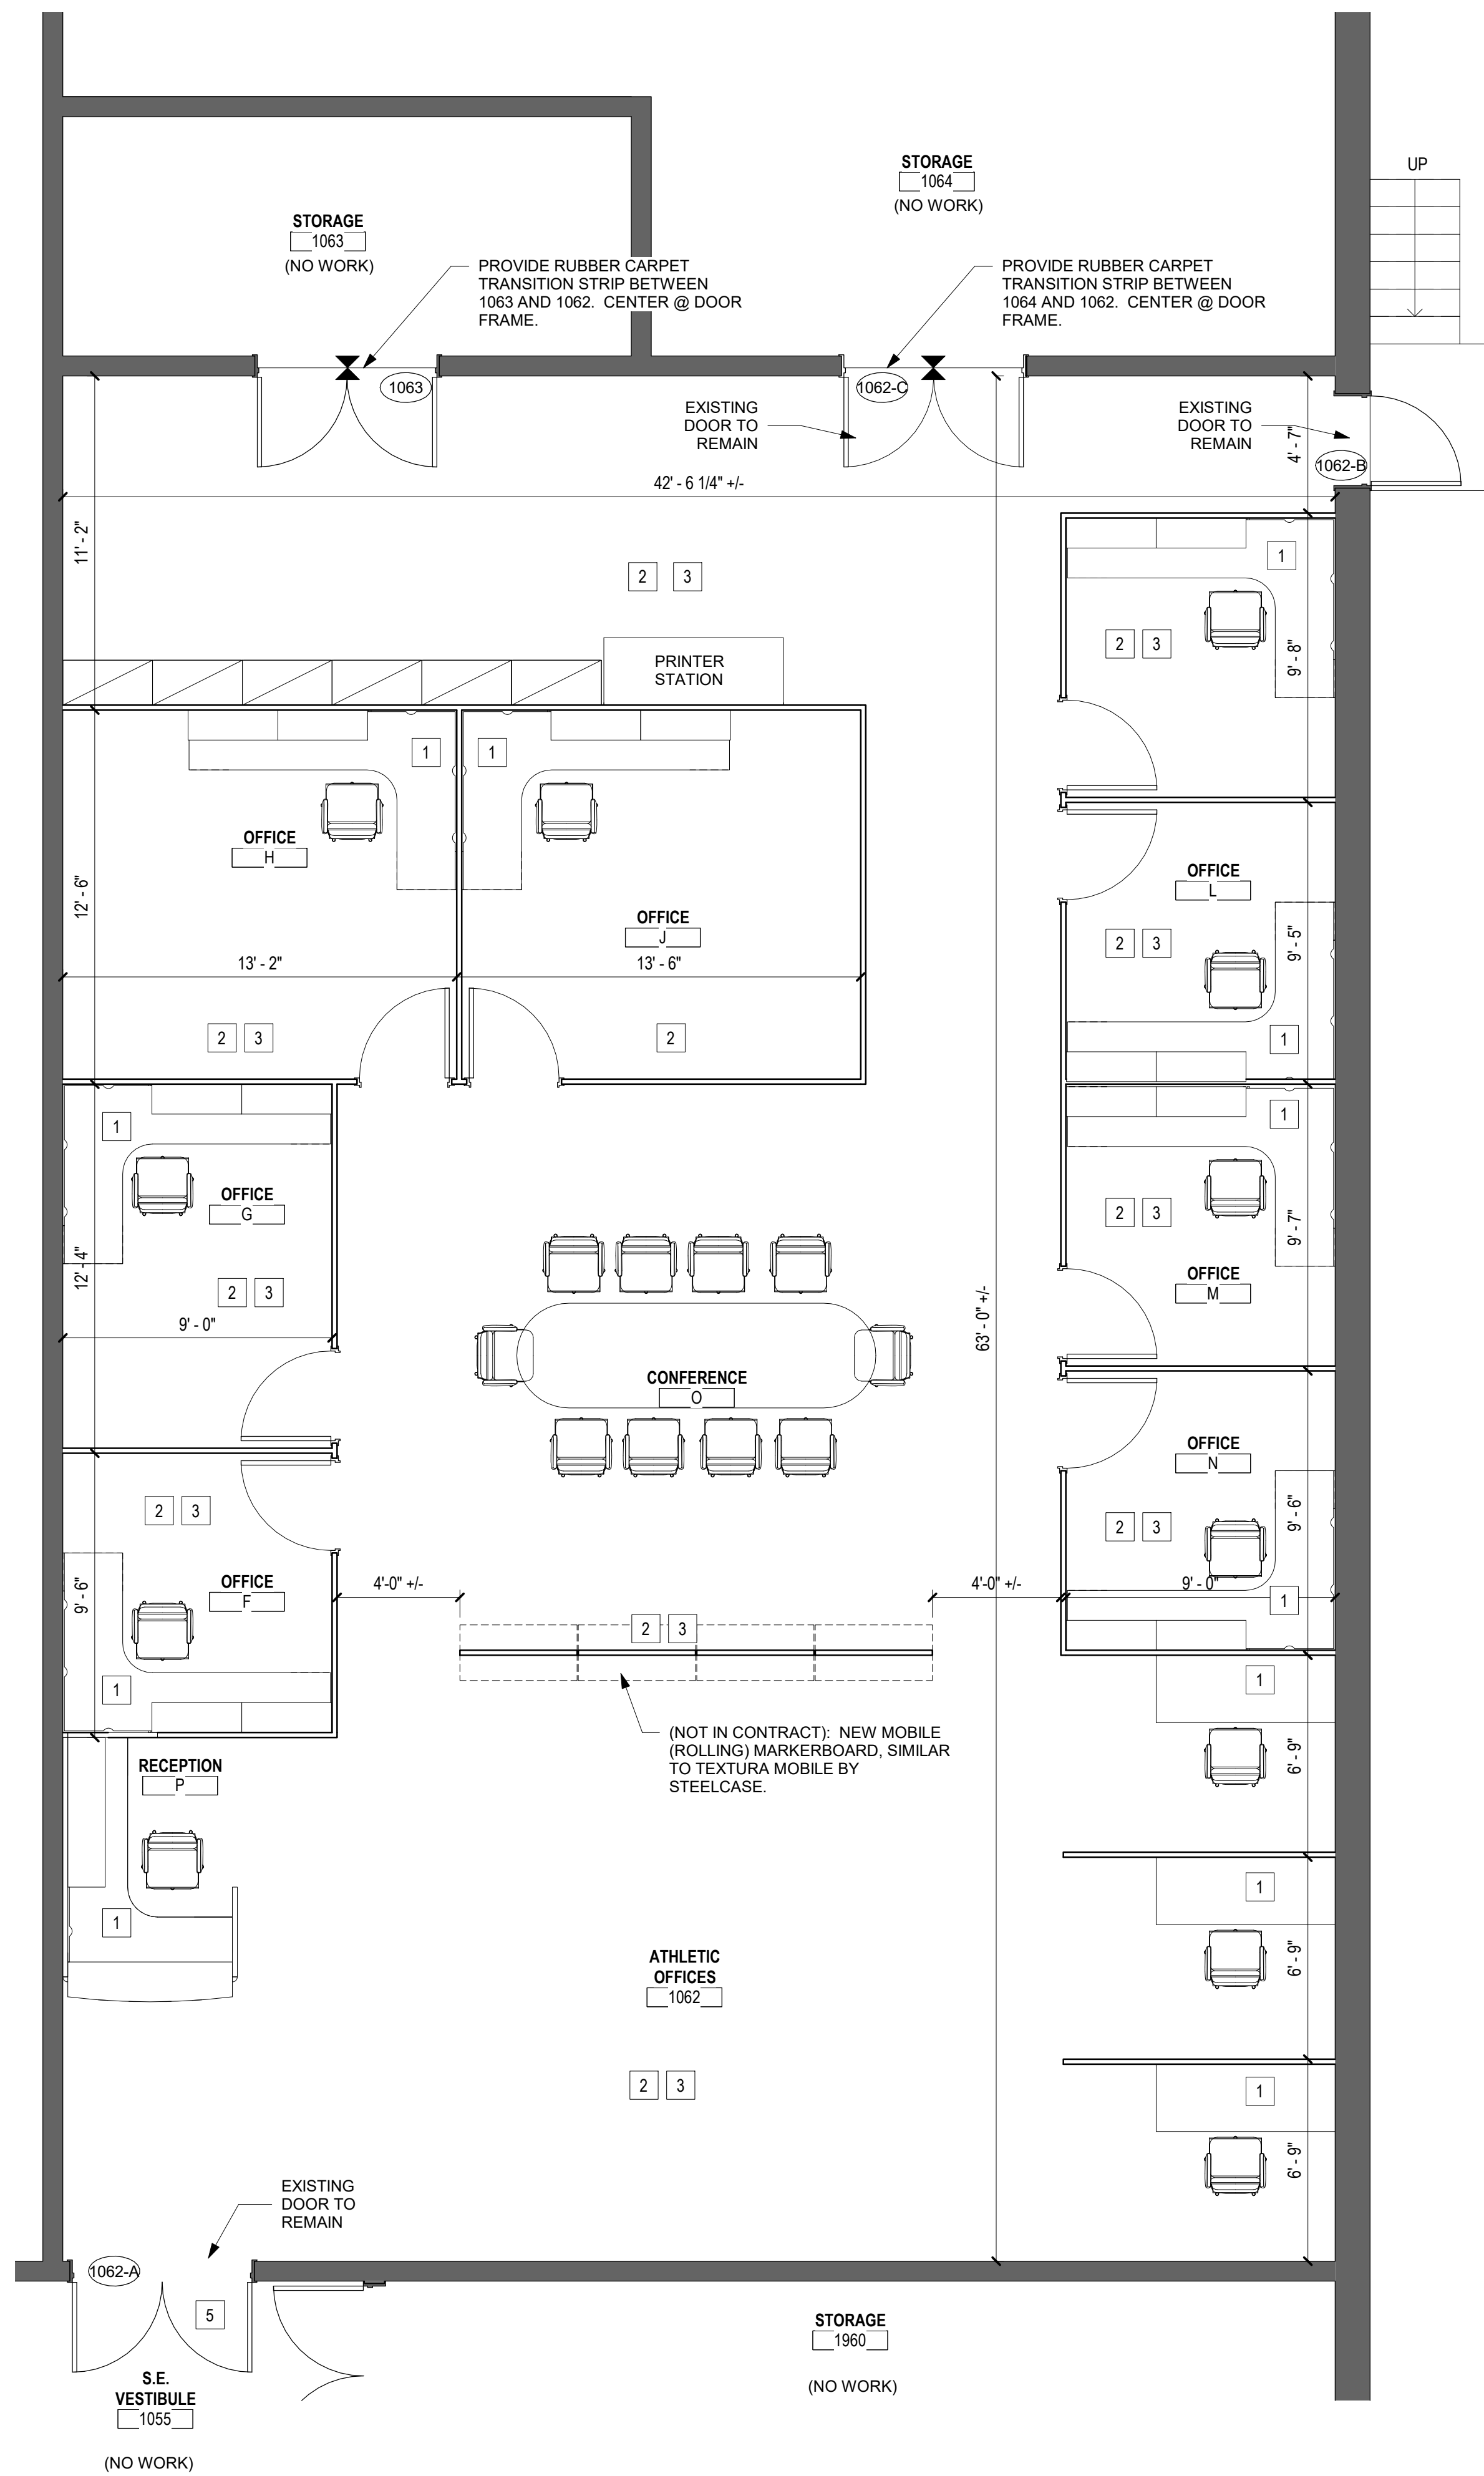 UP
STORAGE
1064
(NO WORK)
STORAGE
1063
(NO WORK)
PROVIDE RUBBER CARPET
TRANSITION STRIP BETWEEN
1063 AND 1062.  CENTER @ DOOR
FRAME.
PROVIDE RUBBER CARPET
TRANSITION STRIP BETWEEN
1064 AND 1062.  CENTER @ DOOR
FRAME.
1063
1062-C
EXISTING
DOOR TO
REMAIN
EXISTING
DOOR TO
REMAIN
4' - 7"
1062-B
42' - 6 1/4" +/-
11' - 2"
2 3
1
2 3
9' - 8"
PRINTER
STATION
1
1
OFFICE
H
12' - 6"
OFFICE
J
13' - 2"
13' - 6"
2 3
2
OFFICE
L
2 3
9' - 5"
1
1
OFFICE
G
12' - 4"
2 3
9' - 0"
1
2 3
9' - 7"
OFFICE
M
63' - 0" +/-
CONFERENCE
O
OFFICE
N
2 3
9' - 6"
9' - 0"
1
2 3
OFFICE
F
9' - 6"
1
4'-0" +/-
4'-0" +/-
2 3
(NOT IN CONTRACT):  NEW MOBILE
(ROLLING) MARKERBOARD, SIMILAR
TO TEXTURA MOBILE BY
STEELCASE.
1
6' - 9"
RECEPTION
P
1
1
6' - 9"
ATHLETIC
OFFICES
1062
2 3
1
6' - 9"
EXISTING
DOOR TO
REMAIN
1062-A
5
S.E.
VESTIBULE
1055
(NO WORK)
STORAGE
1960
(NO WORK)